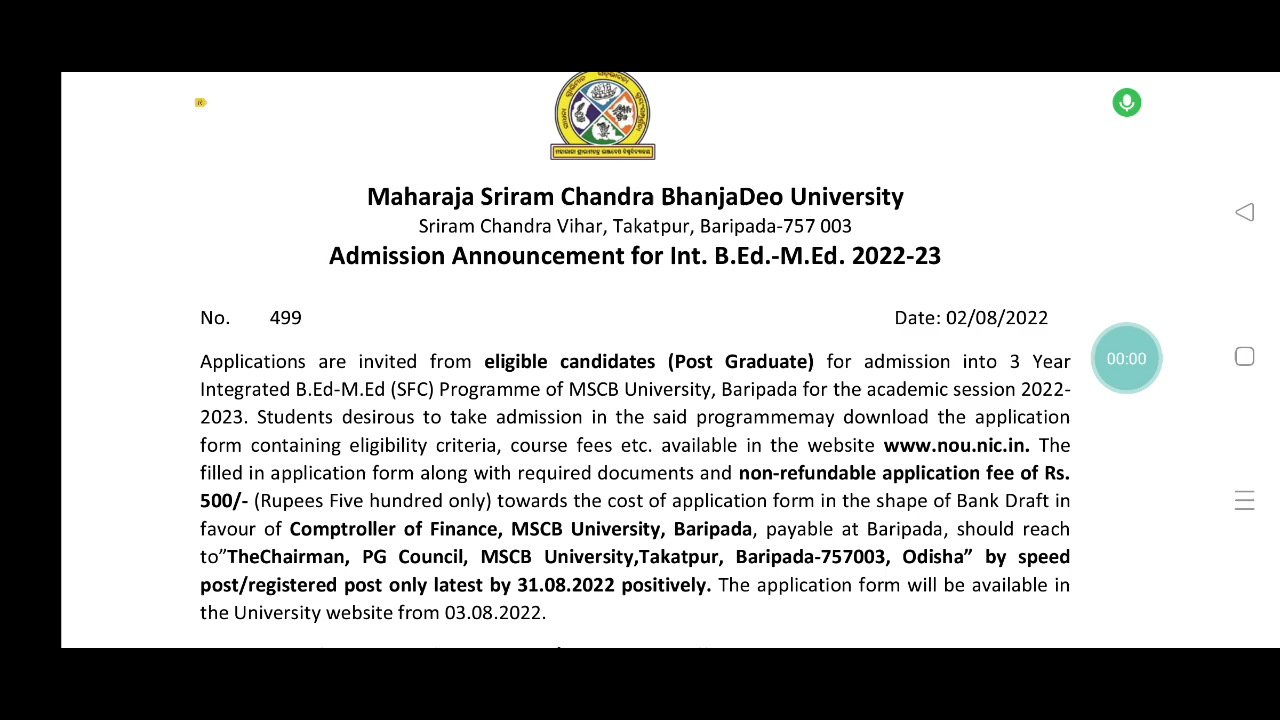 ମହାରାଜା ଶ୍ରୀରାମଚନ୍ଦ୍ର ଭଞ୍ଜଦେଓ ବିଶ୍ୱବିଦ୍ୟାଳୟ
Maharaja Sriram Chandra BhanjaDeo University
Sriram Chandra Vihar, Takatpur, Baripada-757 003
Admission Announcement for Int. B.Ed.-M.Ed. 2022-23
No. 499 Date: 02/08/2022
00:00
Applications are invited from eligible candidates (Post Graduate) for admission into 3 Year
Integrated B.Ed-M.Ed (SFC) Programme of MSCB University, Baripada for the academic session 2022-
2023. Students desirous to take admission in the said programmemay download the application
form containing eligibility criteria, course fees etc. available in the website www.nou.nic.in. The
filled in application form along with required documents and non-refundable application fee of Rs.
500/- (Rupees Five hundred only) towards the cost of application form in the shape of Bank Draft in
favour of Comptroller of Finance, MSCB University, Baripada, payable at Baripada, should reach
to”TheChairman, PG Council, MSCB University,Takatpur, Baripada-757003, Odisha” by speed
post/registered post only latest by 31.08.2022 positively. The application form will be available in
the University website from 03.08.2022.